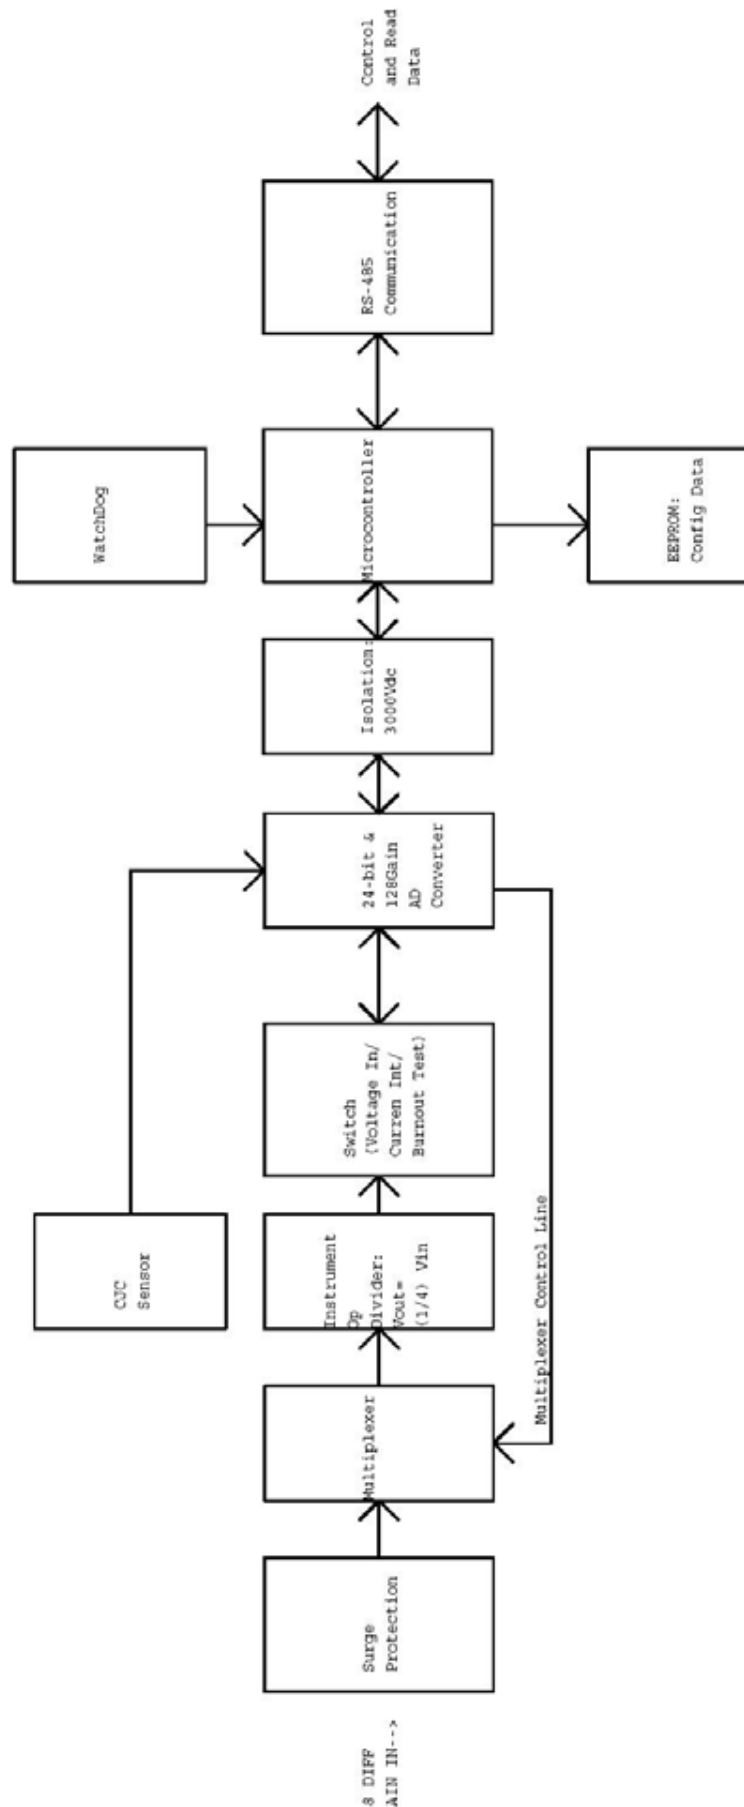 8 DIFF
AIN IN-->
Surge
Protection
Multiplexer
Instrument
Op
Divider:
Vout=
(1/4) Vin
Switch
(Voltage In/
Curren Int/
Burnout Test)
24-bit &
128Gain
AD
Converter
Isolation:
3000Vdc
Microcontroller
RS-485
Communication
Control
and Read
Data
CJC
Sensor
WatchDog
EEPROM:
Config Data
Multiplexer Control Line